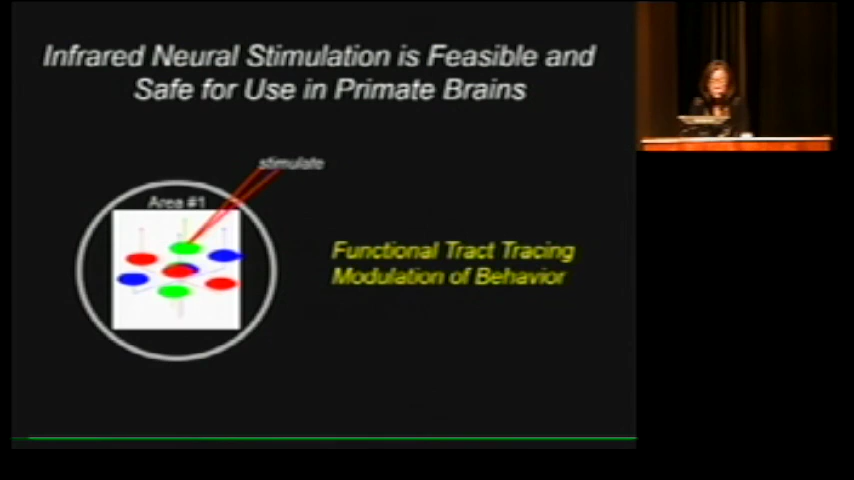 Infrared Neural Stimulation is Feasible and
Safe for Use in Primate Brains
stimulate
Area #1
Functional Tract Tracing
Modulation of Behavior